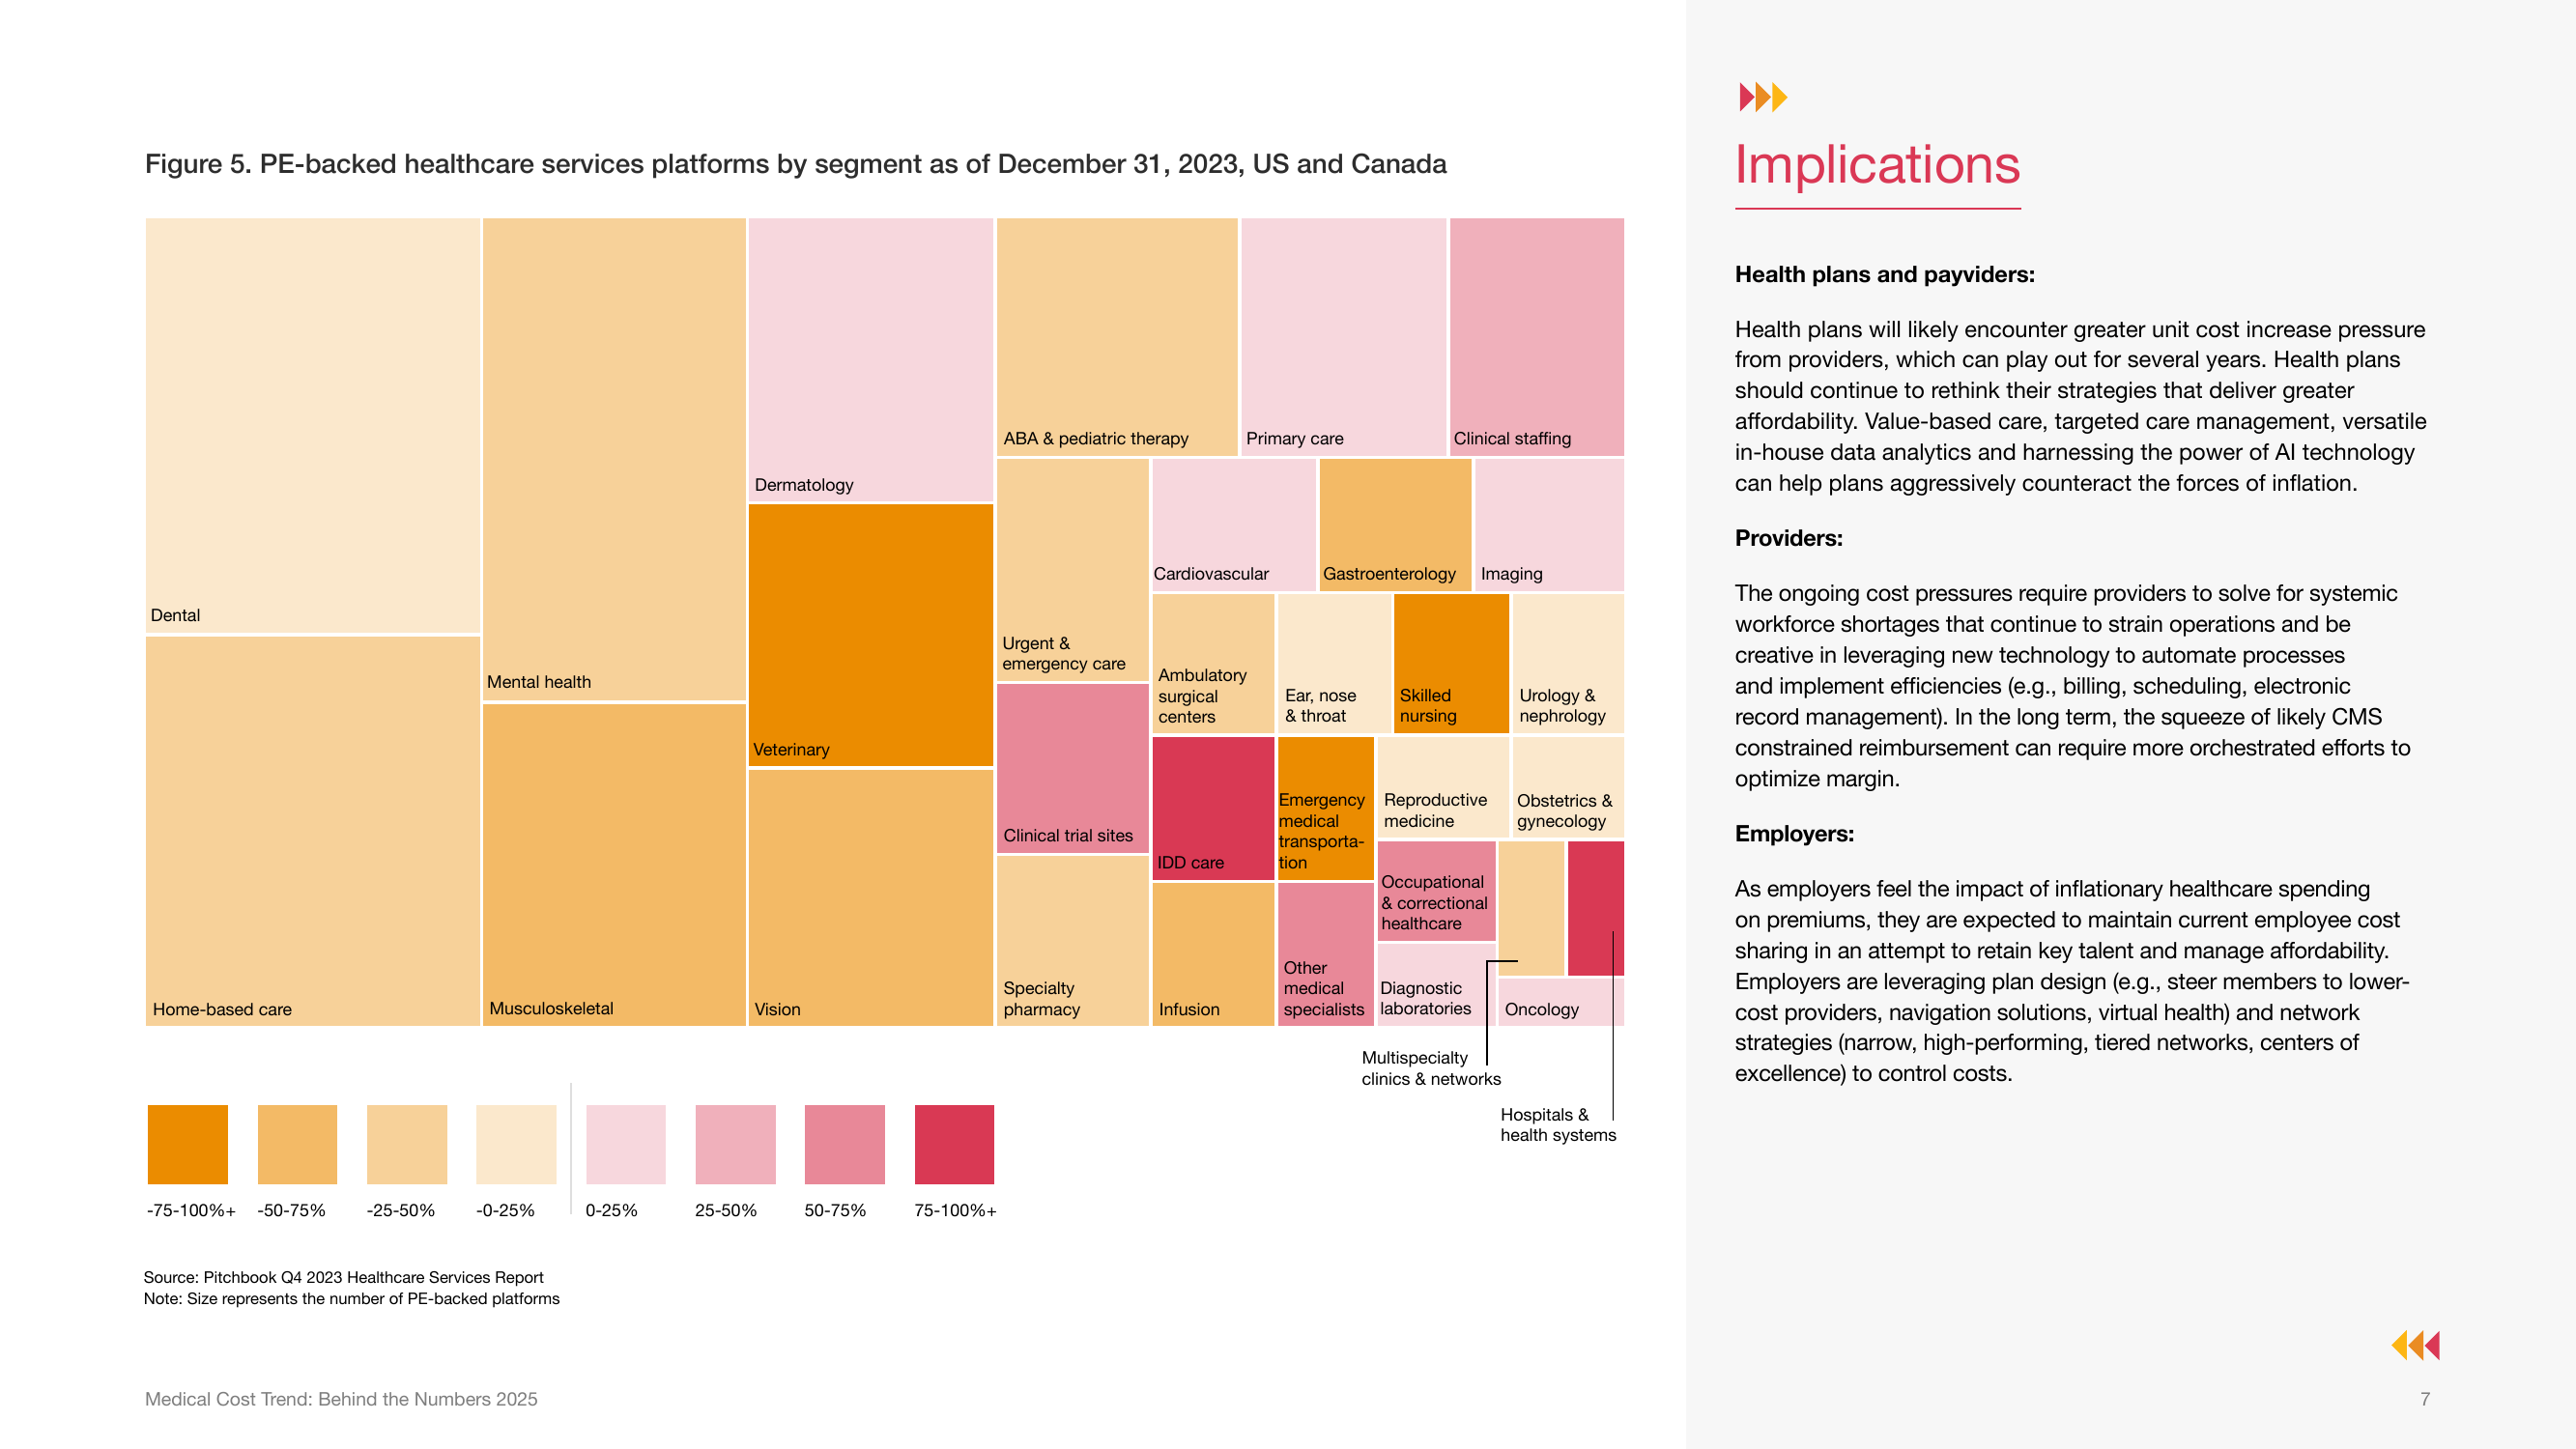 Figure 5. PE-backed healthcare services platforms by segment as of December 31, 2023, US and Canada
Dental
Home-based care
Mental health
Musculoskeletal
Dermatology
Veterinary
Vision
ABA & pediatric therapy
Primary care
Clinical staffing
Urgent &
emergency care
Clinical trial sites
Specialty
pharmacy
Cardiovascular
Gastroenterology
Imaging
Ambulatory
surgical
centers
Ear, nose
& throat
Skilled
nursing
Urology &
nephrology
IDD care
Emergency
medical
transporta-
tion
Reproductive
medicine
Obstetrics &
gynecology
Infusion
Other
medical
specialists
Occupational
& correctional
healthcare
Diagnostic
laboratories
Oncology
Multispecialty
clinics & networks
Hospitals &
health systems
-75-100%+
-50-75%
-25-50%
-0-25%
0-25%
25-50%
50-75%
75-100%+
Source: Pitchbook Q4 2023 Healthcare Services Report
Note: Size represents the number of PE-backed platforms
Implications
Health plans and payviders:
Health plans will likely encounter greater unit cost increase pressure
from providers, which can play out for several years. Health plans
should continue to rethink their strategies that deliver greater
affordability. Value-based care, targeted care management, versatile
in-house data analytics and harnessing the power of AI technology
can help plans aggressively counteract the forces of inflation.
Providers:
The ongoing cost pressures require providers to solve for systemic
workforce shortages that continue to strain operations and be
creative in leveraging new technology to automate processes
and implement efficiencies (e.g., billing, scheduling, electronic
record management). In the long term, the squeeze of likely CMS
constrained reimbursement can require more orchestrated efforts to
optimize margin.
Employers:
As employers feel the impact of inflationary healthcare spending
on premiums, they are expected to maintain current employee cost
sharing in an attempt to retain key talent and manage affordability.
Employers are leveraging plan design (e.g., steer members to lower-
cost providers, navigation solutions, virtual health) and network
strategies (narrow, high-performing, tiered networks, centers of
excellence) to control costs.
Medical Cost Trend: Behind the Numbers 2025
7